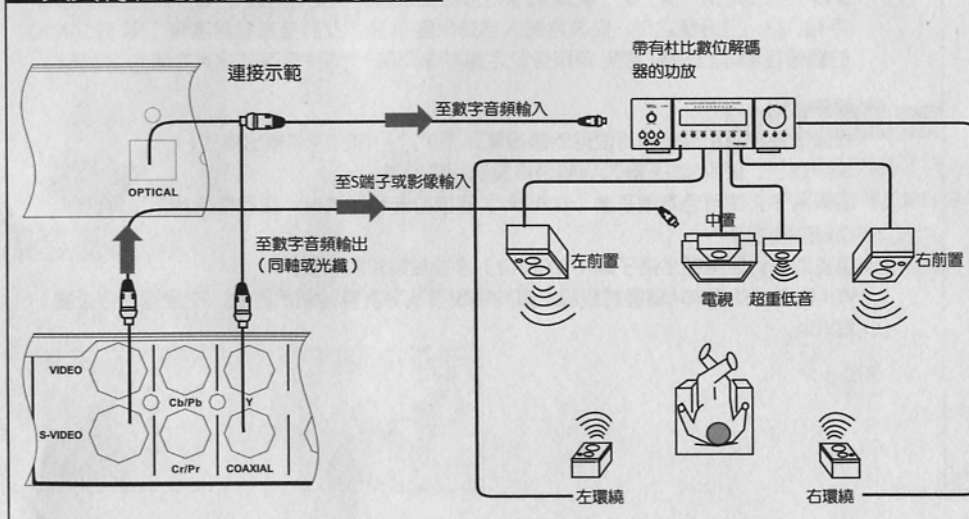 連接示範
帶有杜比數位解碼
器的功放
至數字音頻輸入
OPTICAL
至S端子或影像輸入
至數字音頻輸出
（同軸或光纖）
中置
左前置
右前置
電視
超重低音
VIDEO
Cb/Pb
Y
S-VIDEO
Cr/Pr
COAXIAL
左環繞
右環繞